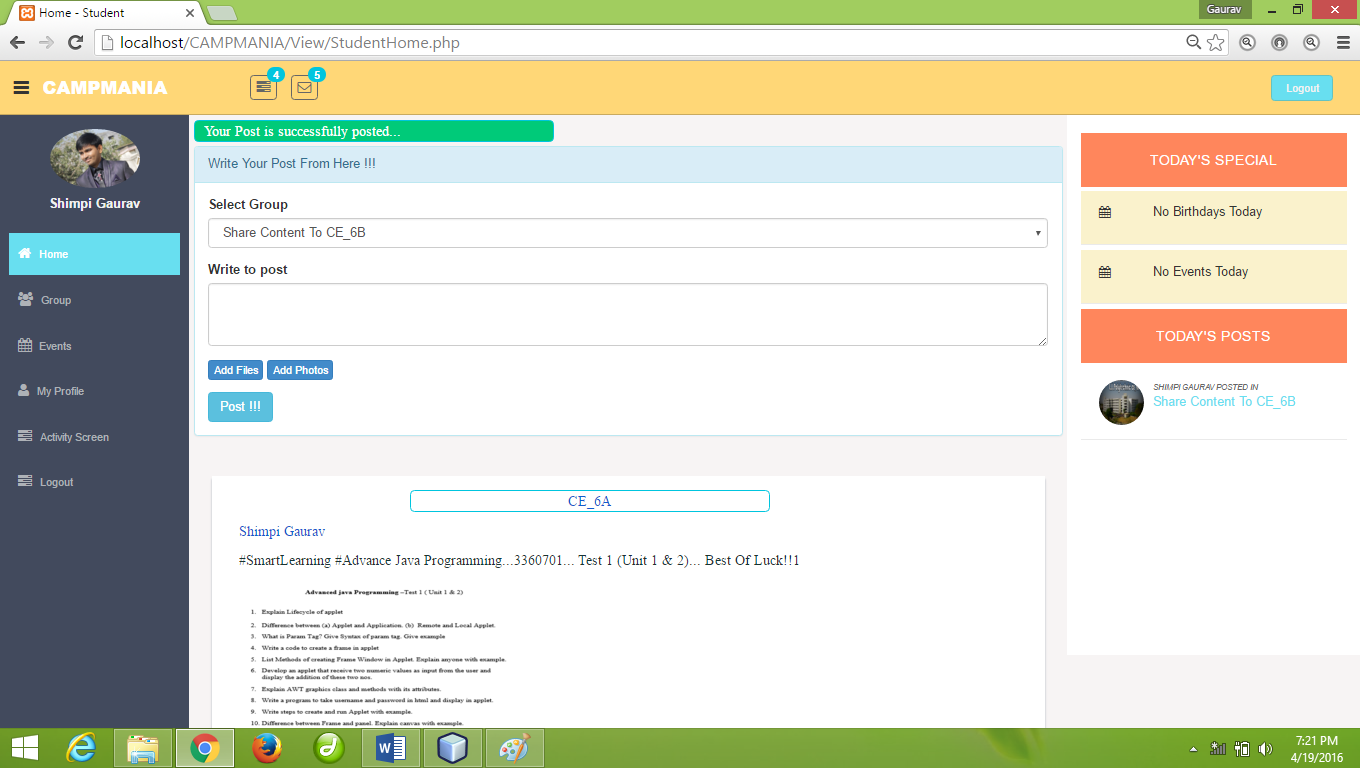 Home - Student
Gaurav
localhost/CAMPMANIA/View/StudentHome.php
CAMPMANIA
4
5
Logout
Shimpi Gaurav
Home
Group
Events
My Profile
Activity Screen
Logout
Your Post is successfully posted...
Write Your Post From Here !!!
Select Group
Share Content To CE_6B
Write to post
Add Files Add Photos
Post !!!
CE_6A
Shimpi Gaurav
#SmartLearning #Advance Java Programming...3360701... Test 1 (Unit 1 & 2)... Best Of Luck!!1
Advanced java Programming –Test 1 ( Unit 1 & 2)
1. Explain Lifecycle of applet
2. Difference between (a) Applet and Application. (b) Remote and Local Applet.
3. What is Param Tag? Give Syntax of param tag. Give example
4. Write a code to create a frame in applet
5. List Methods of creating Frame Window in Applet. Explain anyone with example.
6. Develop an applet that receive two numeric values as input from the user and
display the addition of these two nos.
7. Explain AWT graphics class and methods with its attributes.
8. Write a program to take username and password in html and display in applet.
9. Write steps to create and run Applet with example.
10. Difference between Frame and panel. Explain canvas with example.
TODAY'S SPECIAL
No Birthdays Today
No Events Today
TODAY'S POSTS
SHIMPI GAURAV POSTED IN
Share Content To CE_6B
7:21 PM
4/19/2016